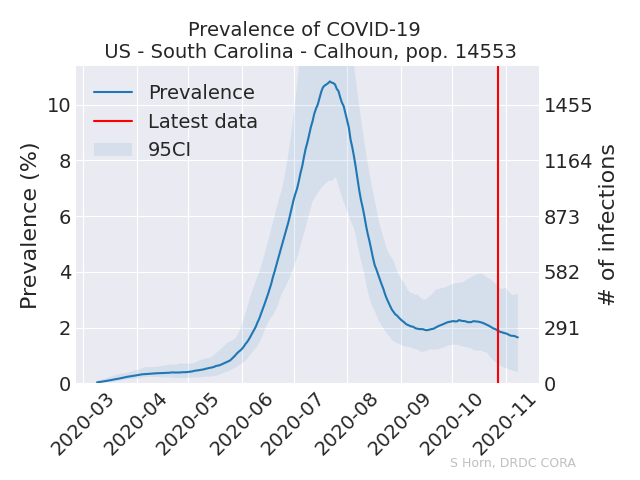 Prevalence of COVID-19
US - South Carolina - Calhoun, pop. 14553
Prevalence
Latest data
95CI
Prevalence (%)
10
8
6
4
2
0
1455
1164
873
582
291
0
# of infections
2020-03
2020-04
2020-05
2020-06
2020-07
2020-08
2020-09
2020-10
2020-11
S Horn, DRDC CORA